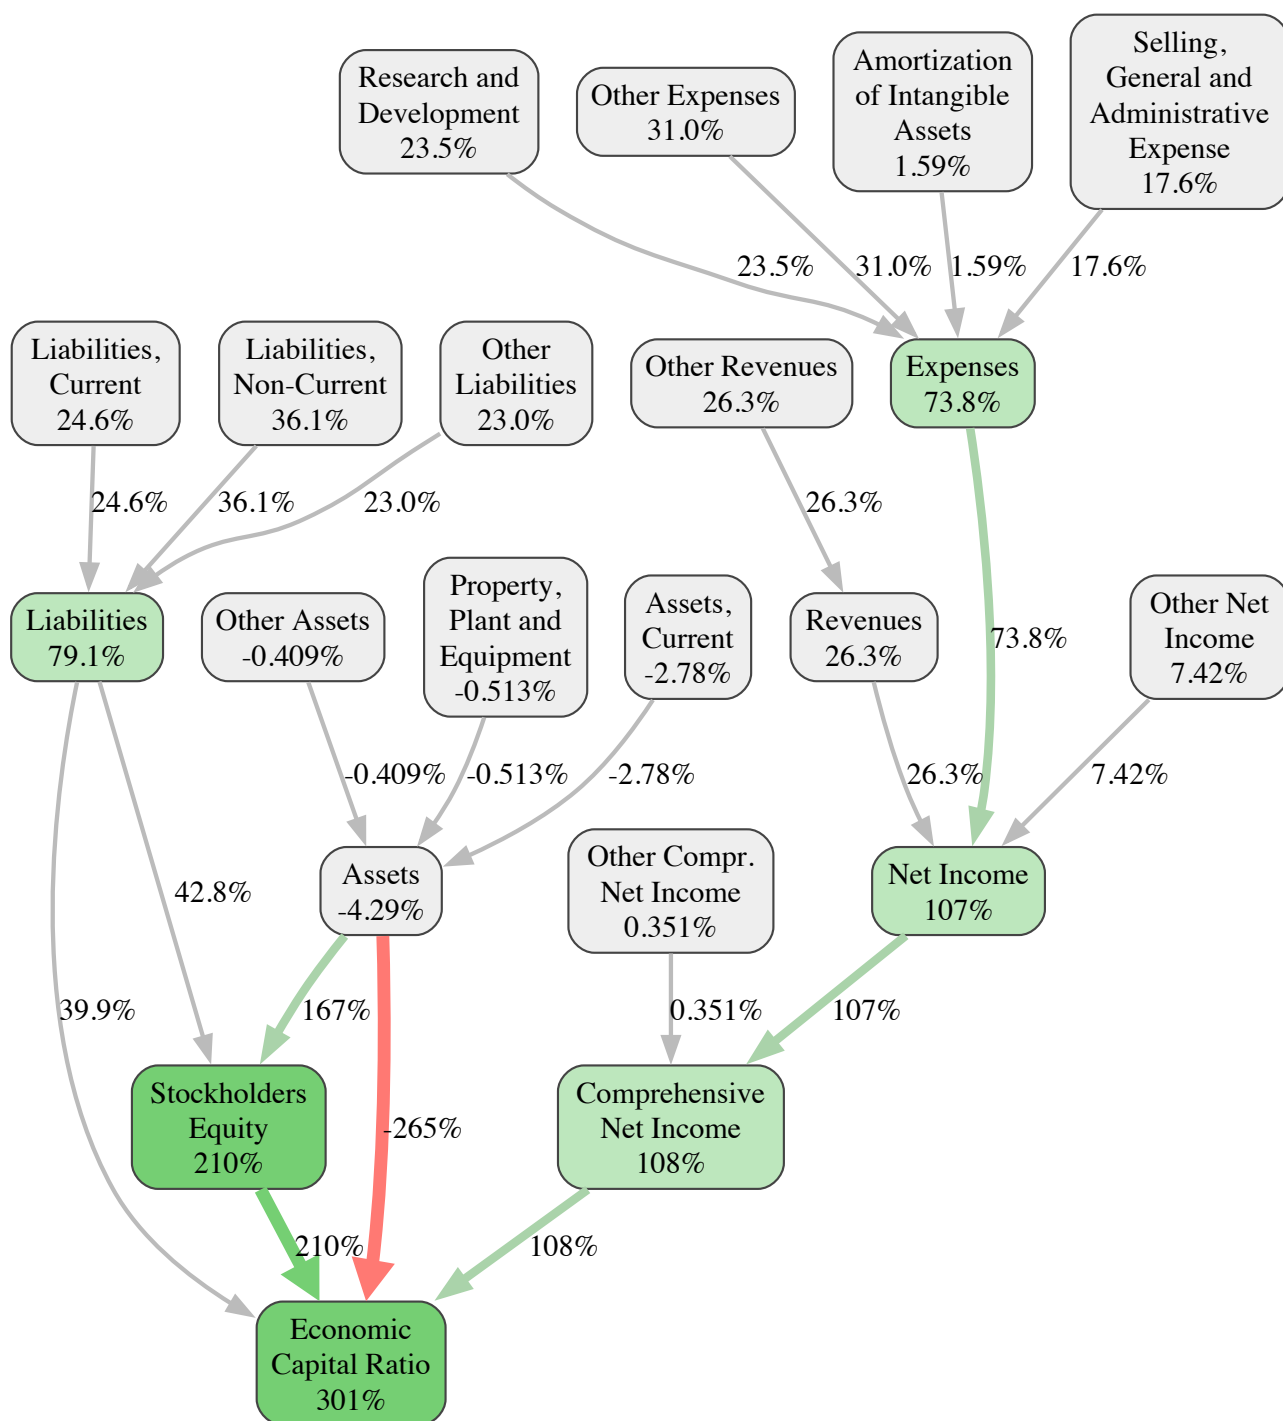 Research and
Development
23.5%
Other Expenses
31.0%
Amortization
of Intangible
Assets
1.59%
Selling,
General and
Administrative
Expense
17.6%
23.5%
31.0%
1.59%
17.6%
Liabilities,
Current
24.6%
Liabilities,
Non-Current
36.1%
Other
Liabilities
23.0%
Other Revenues
26.3%
Expenses
73.8%
24.6%
36.1%
23.0%
26.3%
73.8%
Liabilities
79.1%
Other Assets
-0.409%
Property,
Plant and
Equipment
-0.513%
Assets,
Current
-2.78%
Revenues
26.3%
Other Net
Income
7.42%
-0.409%
-0.513%
-2.78%
26.3%
7.42%
42.8%
Assets
-4.29%
Other Compr.
Net Income
0.351%
Net Income
107%
39.9%
167%
0.351%
107%
Stockholders
Equity
210%
-265%
Comprehensive
Net Income
108%
210%
108%
Economic
Capital Ratio
301%